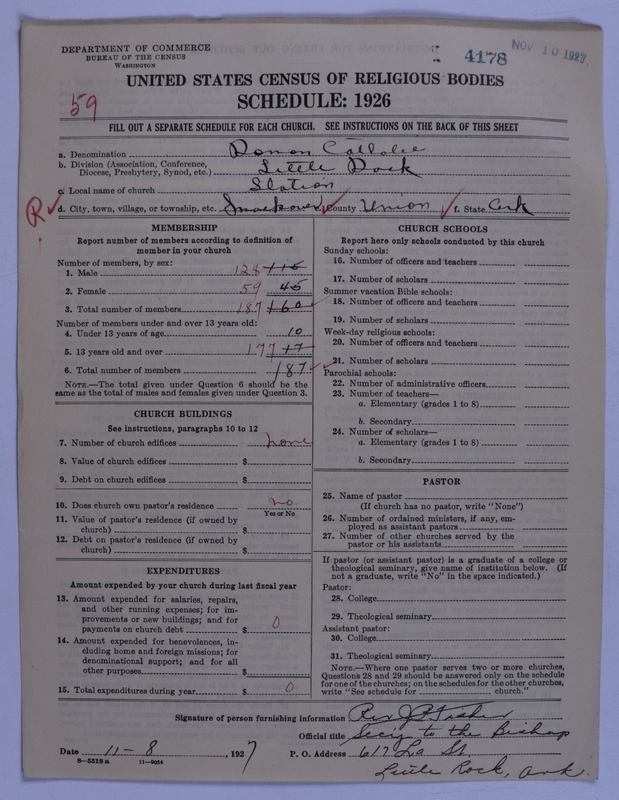 DEPARTMENT OF COMMERCE
BUREAU OF THE CENSUS
WASHINGTON
4178
NOV 10 1927
UNITED STATES CENSUS OF RELIGIOUS BODIES
59
SCHEDULE: 1926
FILL OUT A SEPARATE SCHEDULE FOR EACH CHURCH. SEE INSTRUCTIONS ON THE BACK OF THIS SHEET
a. Denomination Roman Catholic
b. Division (Association, Conference, Diocese, Presbytery, Synod, etc.) Little Rock
c. Local name of church Station
R d. City, town, village, or township, etc. Smackover e. County Union f. State Ark
MEMBERSHIP
Report number of members according to definition of
member in your church
Number of members, by sex:
1. Male 128 115
2. Female 59 45
3. Total number of members 187 160
Number of members under and over 13 years old:
4. Under 13 years of age 10
5. 13 years old and over 177 17
6. Total number of members 187
NOTE.—The total given under Question 6 should be the
same as the total of males and females given under Question 3.
CHURCH BUILDINGS
See instructions, paragraphs 10 to 12
7. Number of church edifices none
8. Value of church edifices $
9. Debt on church edifices $
10. Does church own pastor's residence no
Yes or No
11. Value of pastor's residence (if owned by
church) $
12. Debt on pastor's residence (if owned by
church) $
EXPENDITURES
Amount expended by your church during last fiscal year
13. Amount expended for salaries, repairs,
and other running expenses; for im-
provements or new buildings; and for
payments on church debt $ 0
14. Amount expended for benevolences, in-
cluding home and foreign missions; for
denominational support; and for all
other purposes $
15. Total expenditures during year $ 0
CHURCH SCHOOLS
Report here only schools conducted by this church
Sunday schools:
16. Number of officers and teachers
17. Number of scholars
Summer vacation Bible schools:
18. Number of officers and teachers
19. Number of scholars
Week-day religious schools:
20. Number of officers and teachers
21. Number of scholars
Parochial schools:
22. Number of administrative officers
23. Number of teachers—
a. Elementary (grades 1 to 8)
b. Secondary
24. Number of scholars—
a. Elementary (grades 1 to 8)
b. Secondary
PASTOR
25. Name of pastor
(If church has no pastor, write "None")
26. Number of ordained ministers, if any, em-
ployed as assistant pastors
27. Number of other churches served by the
pastor or his assistants
If pastor (or assistant pastor) is a graduate of a college or
theological seminary, give name of institution below. (If
not a graduate, write "No" in the space indicated.)
Pastor:
28. College
29. Theological seminary
Assistant pastor:
30. College
31. Theological seminary
NOTE.—Where one pastor serves two or more churches,
Questions 28 and 29 should be answered only on the schedule
for one of the churches; on the schedules for the other churches,
write "See schedule for church."
Signature of person furnishing information Rev J P Fisher
Official title Sec'y to the Bishop
Date 11-8, 1927 P. O. Address 617 La St.
8-5518a 11-9054
Little Rock, Ark.